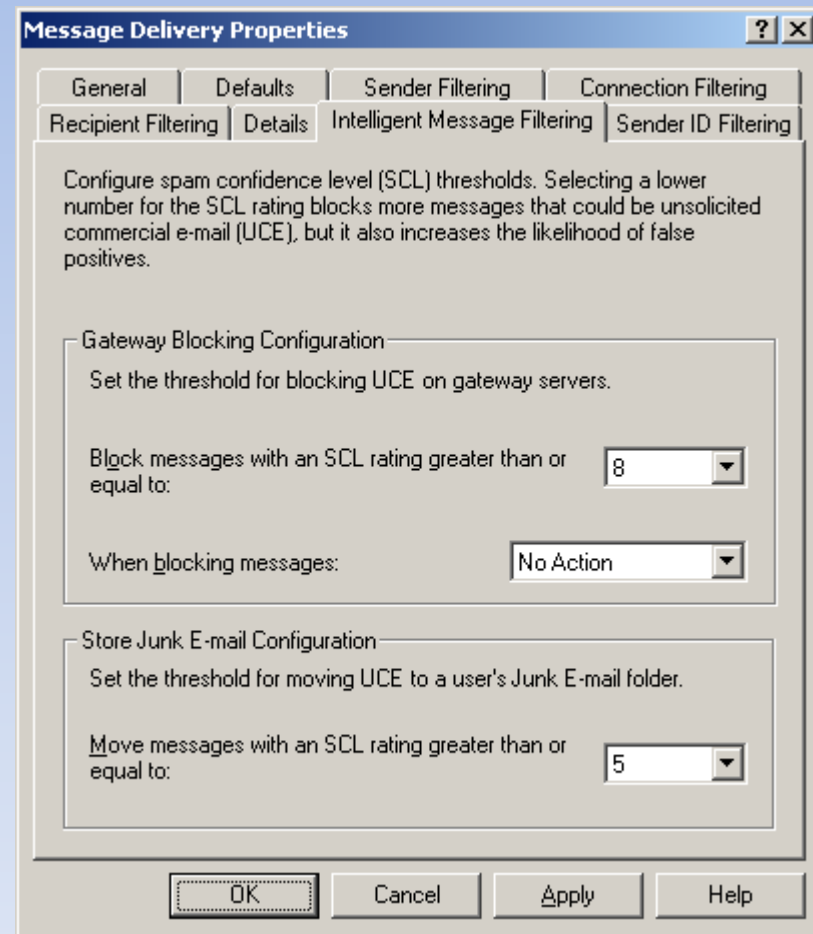 Message Delivery Properties
General Defaults Sender Filtering Connection Filtering
Recipient Filtering Details Intelligent Message Filtering Sender ID Filtering
Configure spam confidence level (SCL) thresholds. Selecting a lower
number for the SCL rating blocks more messages that could be unsolicited
commercial e-mail (UCE), but it also increases the likelihood of false
positives.
Gateway Blocking Configuration
Set the threshold for blocking UCE on gateway servers.
Block messages with an SCL rating greater than or
equal to:
8
When blocking messages:
No Action
Store Junk E-mail Configuration
Set the threshold for moving UCE to a user's Junk E-mail folder.
Move messages with an SCL rating greater than or
equal to:
5
OK Cancel Apply Help